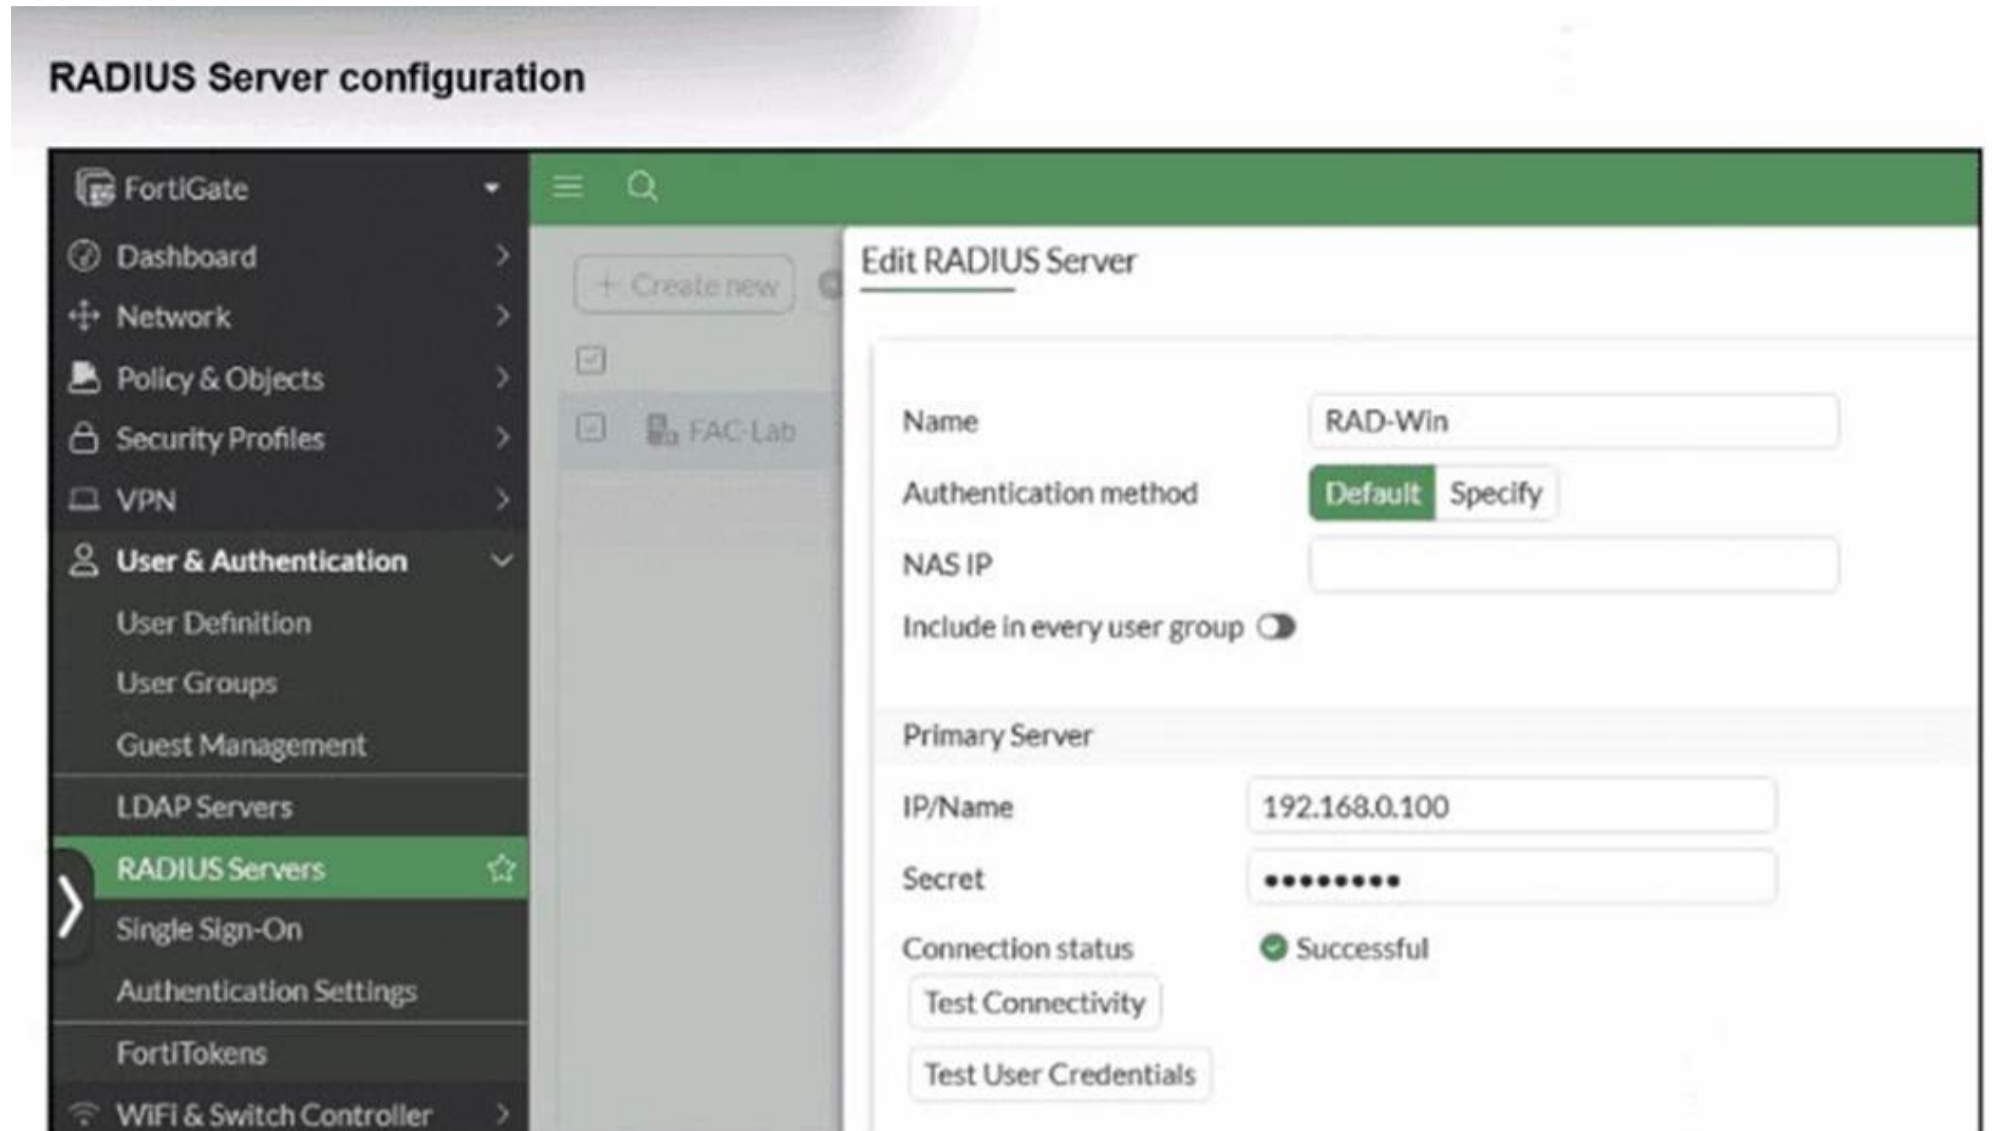 RADIUS Server configuration
FortiGate
Dashboard
Network
Policy & Objects
Security Profiles
VPN
User & Authentication
User Definition
User Groups
Guest Management
LDAP Servers
RADIUS Servers
Single Sign-On
Authentication Settings
FortiTokens
WiFi & Switch Controller
+ Create new
FAC-Lab
Edit RADIUS Server
Name RAD-Win
Authentication method Default Specify
NAS IP
Include in every user group
Primary Server
IP/Name 192.168.0.100
Secret ••••••••
Connection status Successful
Test Connectivity
Test User Credentials